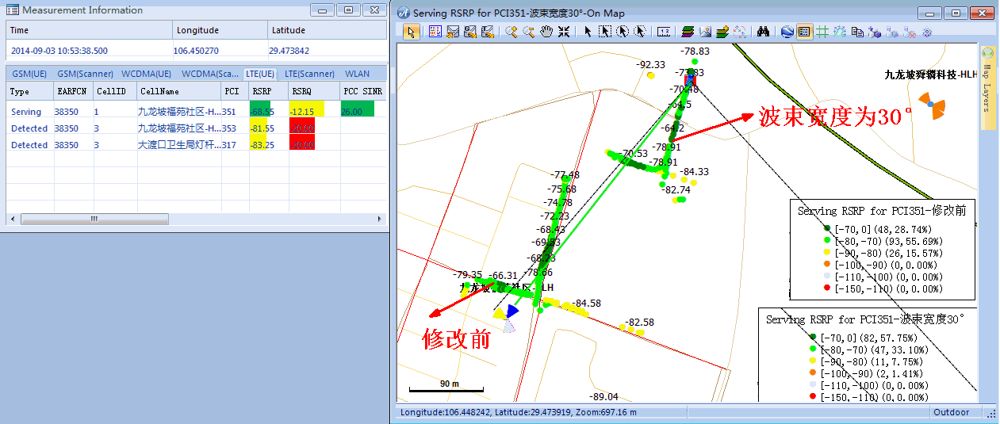 Measurement Information
Time Longitude Latitude
2014-09-03 10:53:38.500 106.450270 29.473842
GSM(UE) GSM(Scanner) WCDMA(UE) WCDMA(Sca... LTE(UE) LTE(Scanner) WLAN
Type EARFCN CellID CellName PCI RSRP RSRQ PCC SINR
Serving 38350 1 九龙坡福苑社区-H... 351 -68.55 -12.15 26.00
Detected 38350 3 九龙坡福苑社区-H... 353 -81.55 -20.00
Detected 38350 3 大渡口卫生局灯杆... 317 -83.25 -20.00
Serving RSRP for PCI351-波束宽度30°-On Map
Map Layers
-78.83
-92.33
-73.83
-70.48
-64.5
-64.2
-78.91
-70.53
-78.91
-84.33
-82.74
九龙坡舜麟科技-HLH
波束宽度为30°
-77.48
-75.68
-74.78
-72.23
-68.43
-69.53
-68.23
-78.66
-79.35
-66.31
-84.58
-82.58
-89.04
修改前
90 m
Serving RSRP for PCI351-修改前
[-70,0](48,28.74%)
[-80,-70)(93,55.69%)
[-90,-80)(26,15.57%)
[-100,-90)(0,0.00%)
[-110,-100)(0,0.00%)
[-150,-110)(0,0.00%)
Serving RSRP for PCI351-波束宽度30°
[-70,0](82,57.75%)
[-80,-70)(47,33.10%)
[-90,-80)(11,7.75%)
[-100,-90)(2,1.41%)
[-110,-100)(0,0.00%)
[-150,-110)(0,0.00%)
Longitude:106.448242, Latitude:29.473919, Zoom:697.16 m
Outdoor